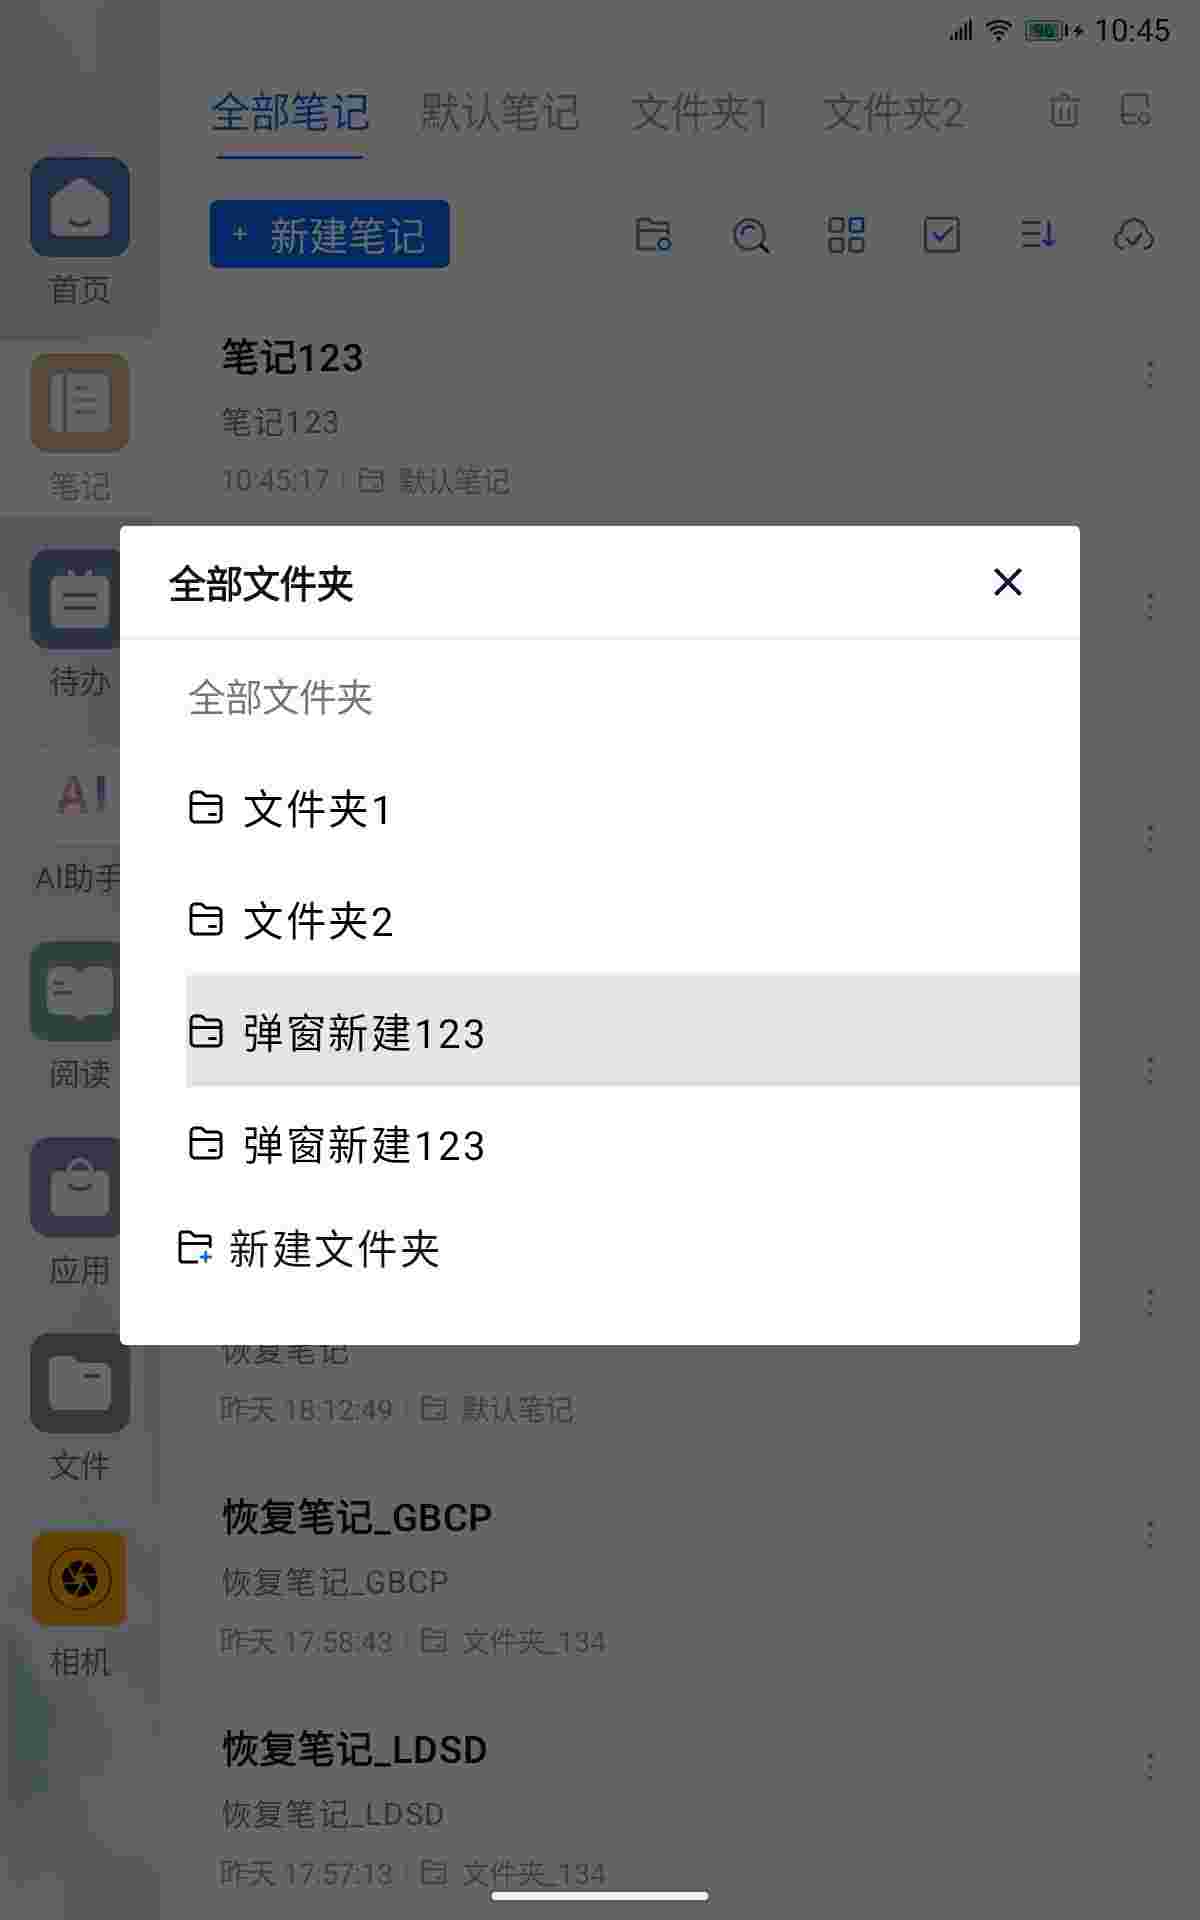 96 10:45
全部笔记 默认笔记 文件夹1 文件夹2
+ 新建笔记
首页
笔记123
笔记123
10:45:17 默认笔记
笔记
全部文件夹
全部文件夹
待办
文件夹1
AI
AI助手
文件夹2
弹窗新建123
阅读
弹窗新建123
新建文件夹
应用
恢复笔记
昨天 18:12:49 默认笔记
文件
恢复笔记_GBCP
恢复笔记_GBCP
昨天 17:58:43 文件夹_134
相机
恢复笔记_LDSD
恢复笔记_LDSD
昨天 17:57:13 文件夹_134